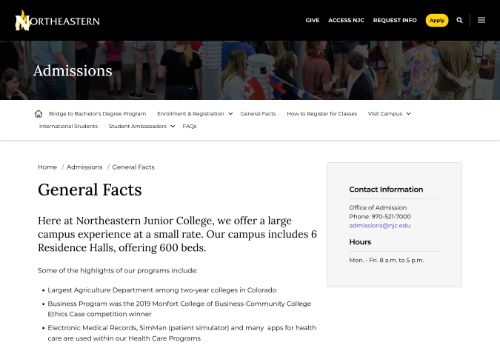 NORTHEASTERN
GIVE ACCESS NJC REQUEST INFO Apply
Admissions
Bridge to Bachelor's Degree Program Enrollment & Registration General Facts How to Register for Classes Visit Campus
International Students Student Ambassadors FAQs
Home / Admissions / General Facts
General Facts
Here at Northeastern Junior College, we offer a large
campus experience at a small rate. Our campus includes 6
Residence Halls, offering 600 beds.
Some of the highlights of our programs include:
• Largest Agriculture Department among two-year colleges in Colorado
• Business Program was the 2019 Monfort College of Business-Community College
Ethics Case competition winner
• Electronic Medical Records, SimMan (patient simulator) and many apps for health
care are used within our Health Care Programs
Contact Information
Office of Admission
Phone: 970-521-7000
admissions@njc.edu
Hours
Mon. - Fri. 8 a.m. to 5 p.m.